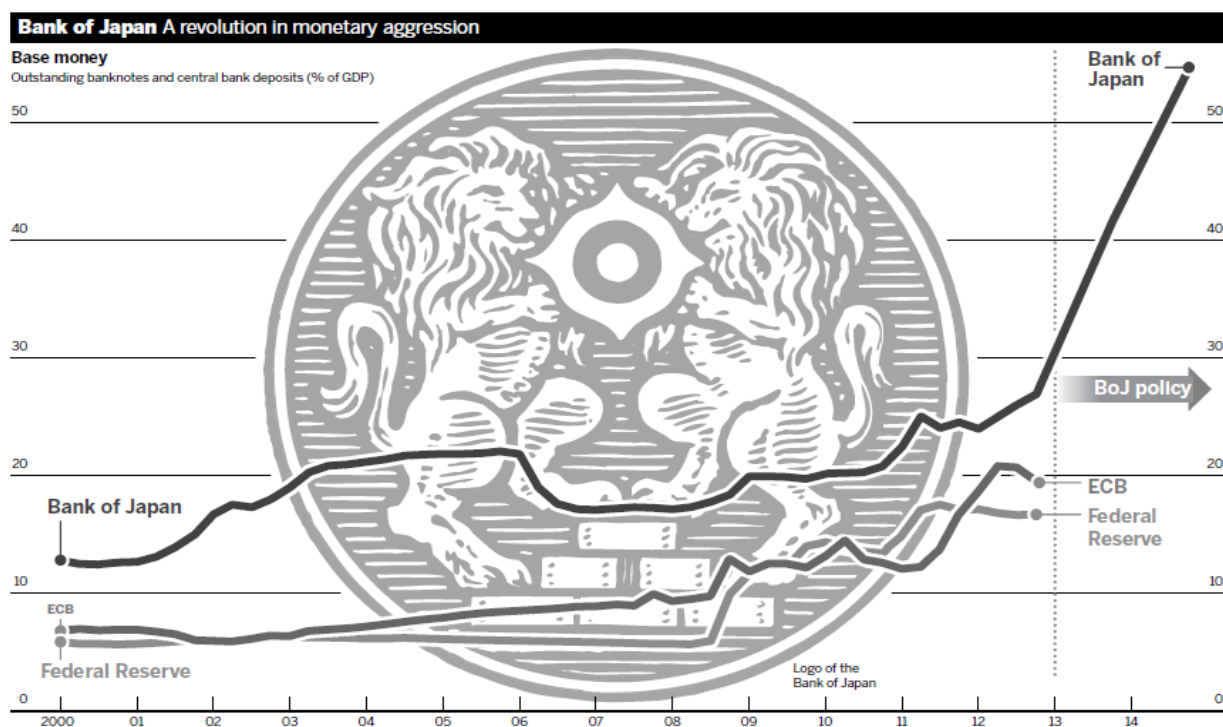 Bank of Japan A revolution in monetary aggression
Base money
Outstanding banknotes and central bank deposits (% of GDP)
Bank of
Japan
50
50
40
40
30
30
BoJ policy
20
20
Bank of Japan
ECB
Federal
Reserve
10
10
ECB
Federal Reserve
Logo of the
Bank of Japan
0
0
2000 01 02 03 04 05 06 07 08 09 10 11 12 13 14